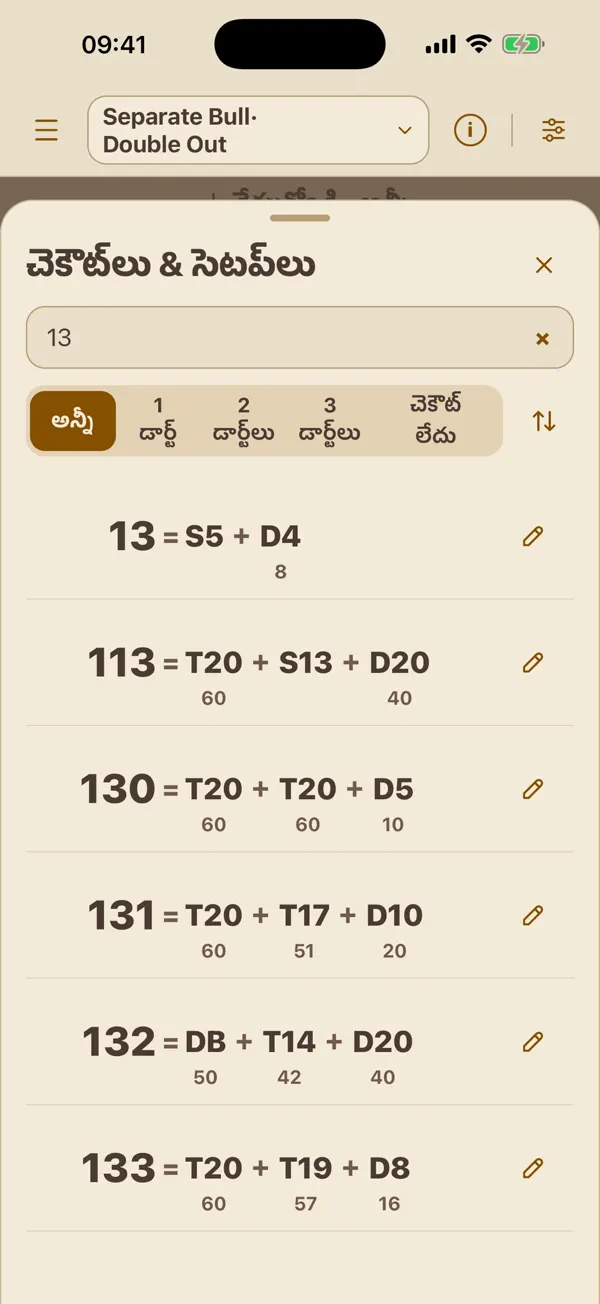 09:41
Separate Bull·
Double Out
చెకౌట్‌లు & సెటప్‌లు
13
అన్నీ
1
డార్ట్
2
డార్ట్‌లు
3
డార్ట్‌లు
చెకౌట్
లేదు
13 = S5 + D4
8
113 = T20 + S13 + D20
60 40
130 = T20 + T20 + D5
60 60 10
131 = T20 + T17 + D10
60 51 20
132 = DB + T14 + D20
50 42 40
133 = T20 + T19 + D8
60 57 16